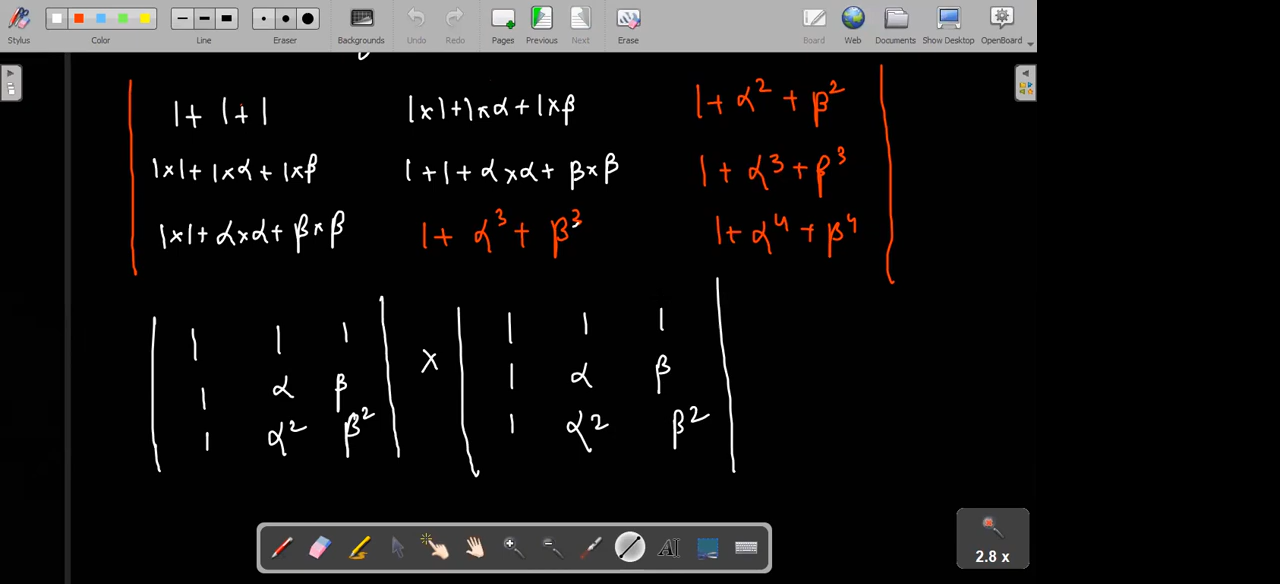 Stylus Color Line Eraser Backgrounds Undo Redo Pages Previous Next Erase Board Web Documents Show Desktop OpenBoard
1+ 1+1 1×1+1×α+1×β 1+α²+β²
1×1+1×α+1×β 1+1+α×α+β×β 1+α3+β³
1×1+α×α+β×β 1+α³+β³ 1+α⁴+β⁴
1 1 1 × 1 1 1
1 α β 1 α β
1 α² β² 1 α² β²
AI
2.8 x